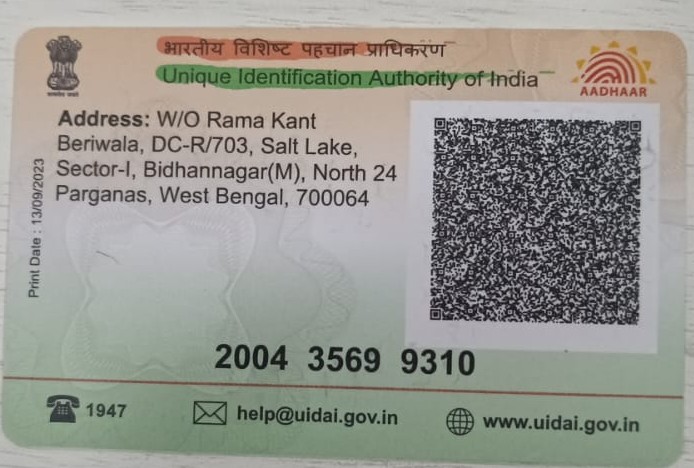 भारतीय विशिष्ट पहचान प्राधिकरण
Unique Identification Authority of India
AADHAAR
Address: W/O Rama Kant
Beriwala, DC-R/703, Salt Lake,
Sector-I, Bidhannagar(M), North 24
Parganas, West Bengal, 700064
Print Date : 13/09/2023
2004 3569 9310
1947
help@uidai.gov.in
www.uidai.gov.in